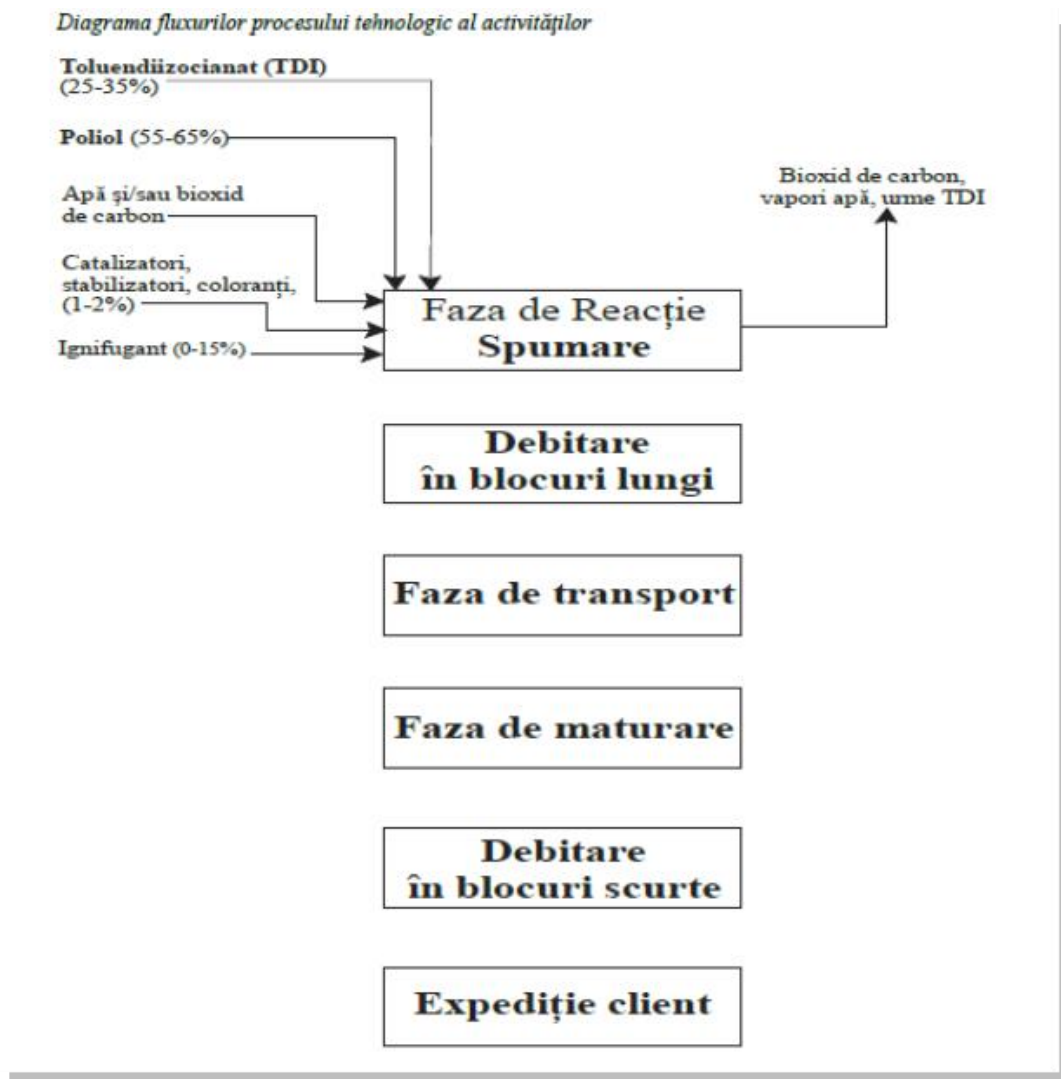 Diagrama fluxurilor procesului tehnologic al activităților
Toluendiizocianat (TDI)
(25-35%)
Poliol (55-65%)
Apă şi/sau bioxid
de carbon
Catalizatori,
stabilizatori, coloranți,
(1-2%)
Ignifugant (0-15%)
Bioxid de carbon,
vapori apă, urme TDI
Faza de Reacție
Spumare
Debitare
în blocuri lungi
Faza de transport
Faza de maturare
Debitare
în blocuri scurte
Expediție client